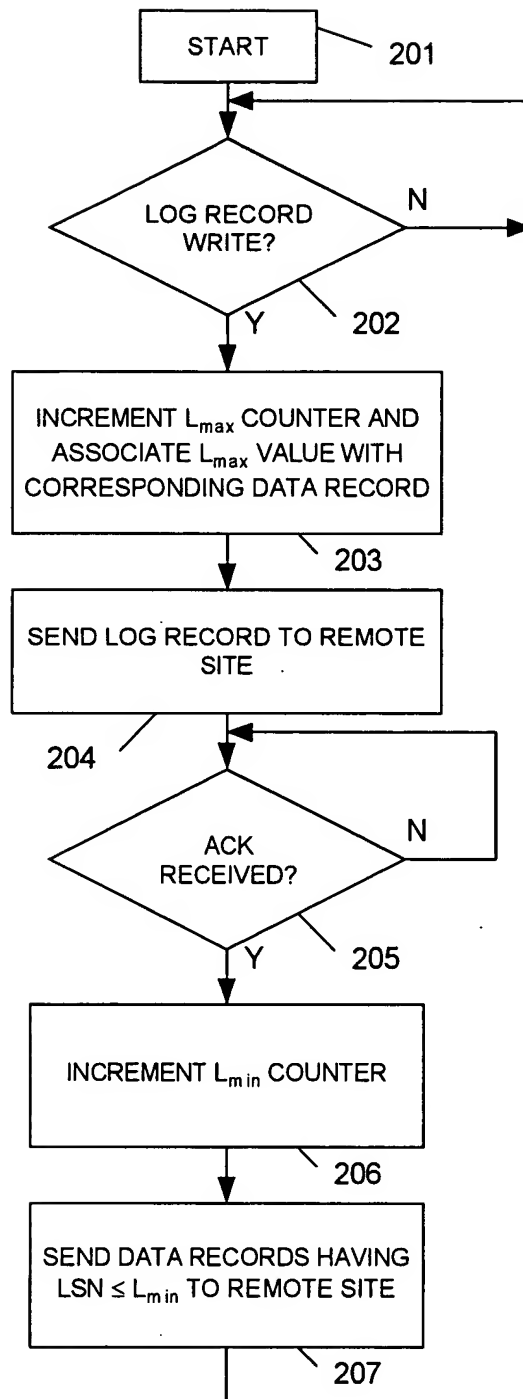 START
201
LOG RECORD
WRITE?
N
202
Y
INCREMENT Lmax COUNTER AND
ASSOCIATE Lmax VALUE WITH
CORRESPONDING DATA RECORD
203
SEND LOG RECORD TO REMOTE
SITE
204
ACK
RECEIVED?
N
205
Y
INCREMENT Lmin COUNTER
206
SEND DATA RECORDS HAVING
LSN ≤ Lmin TO REMOTE SITE
207